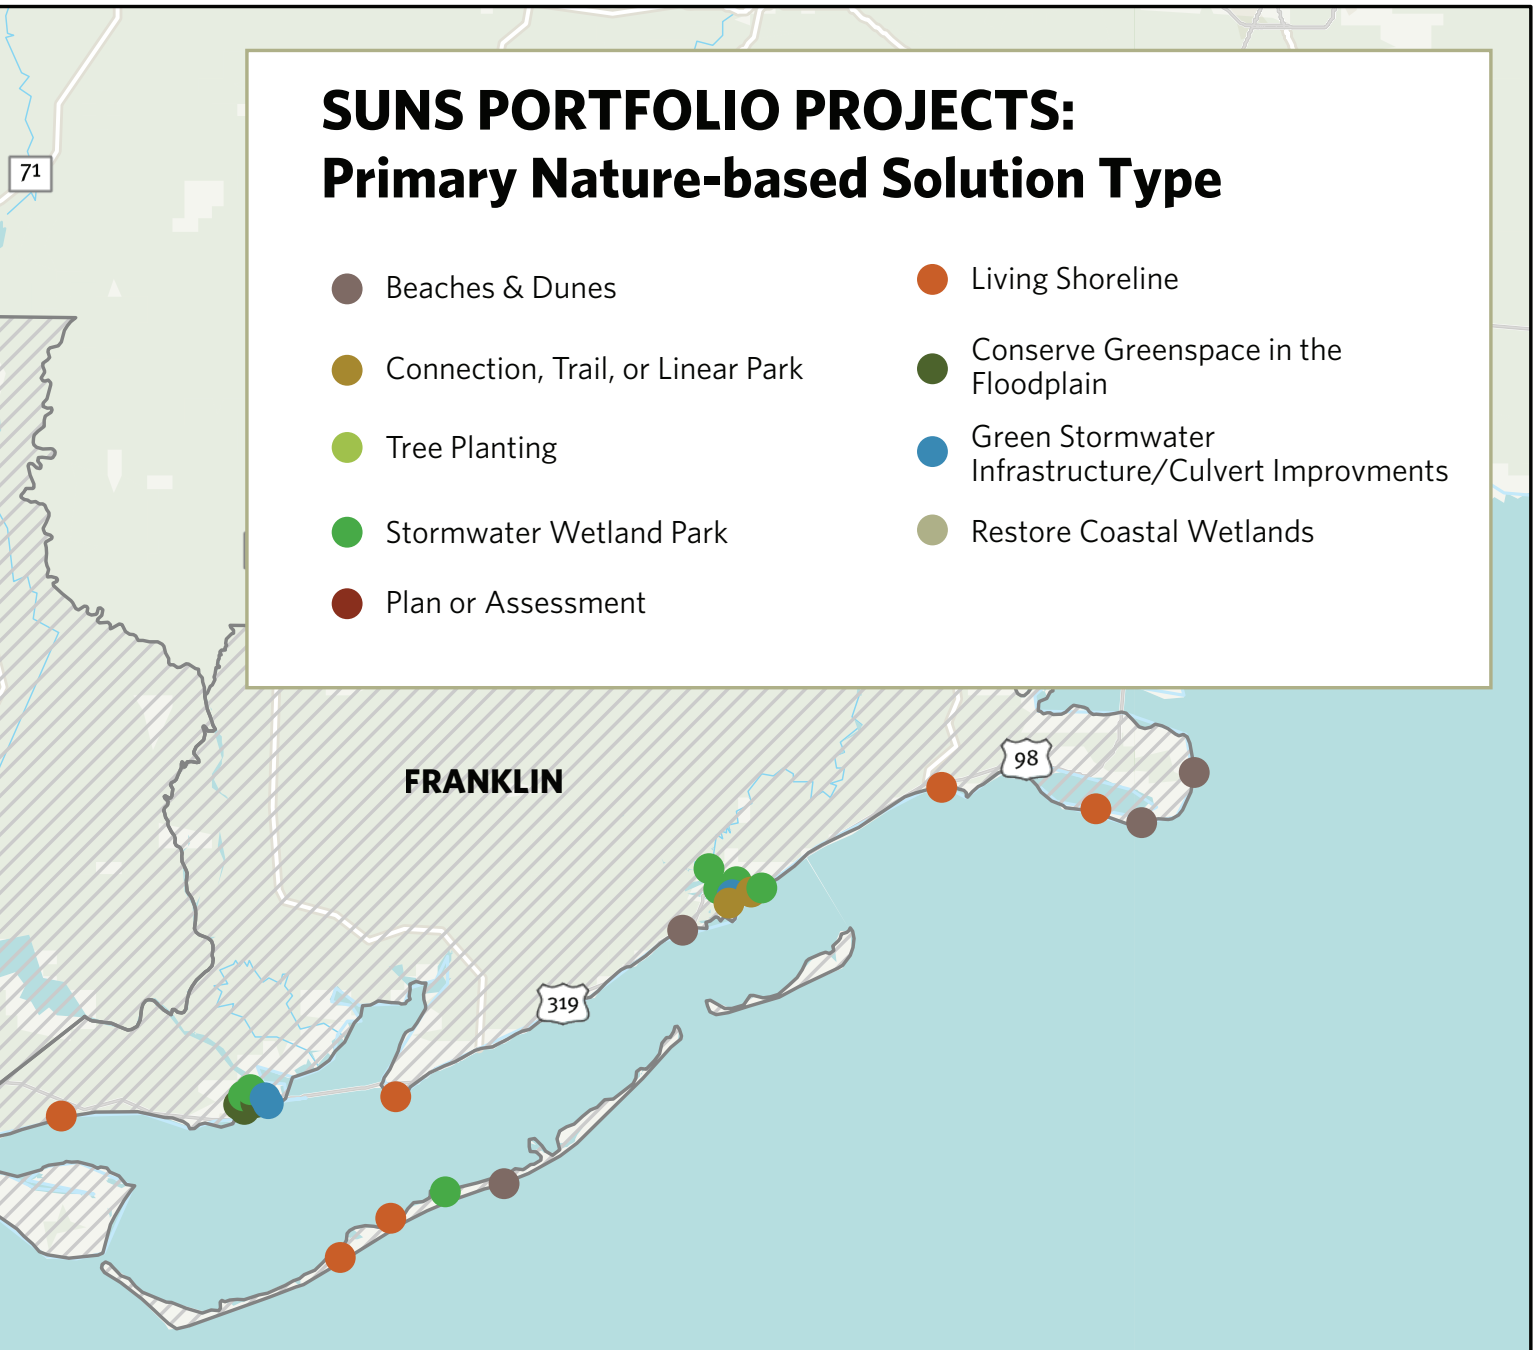 SUNS PORTFOLIO PROJECTS:
Primary Nature-based Solution Type
Beaches & Dunes
Connection, Trail, or Linear Park
Tree Planting
Stormwater Wetland Park
Plan or Assessment
Living Shoreline
Conserve Greenspace in the
Floodplain
Green Stormwater
Infrastructure/Culvert Improvments
Restore Coastal Wetlands
71
98
FRANKLIN
319